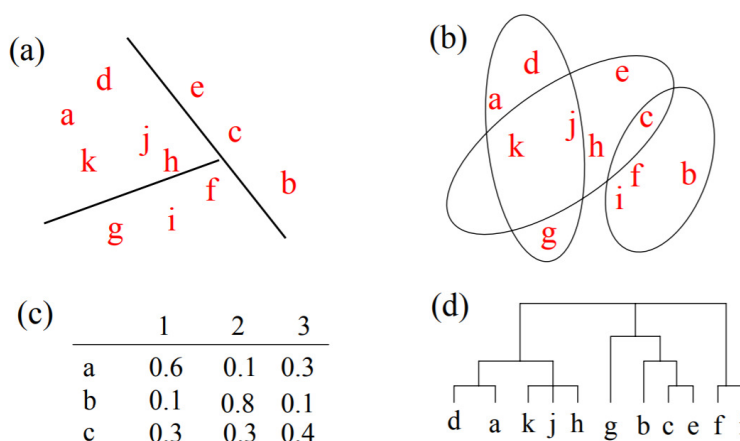 (a)
d
e
a
j
c
k
h
f
b
g
i
(b)
d
e
a
j
c
k
h
f
b
i
g
(c)
1 2 3
a 0.6 0.1 0.3
b 0.1 0.8 0.1
c 0.3 0.3 0.4
(d)
d a k j h g b c e f